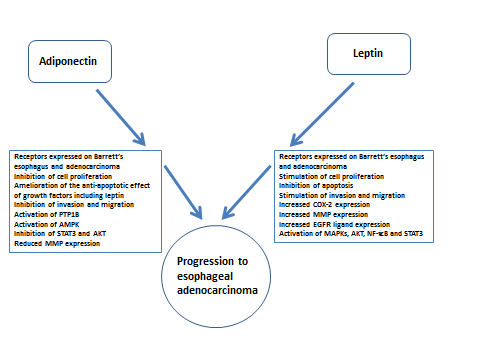 Adiponectin
Leptin
Receptors expressed on Barrett's
esophagus and adenocarcinoma
Inhibition of cell proliferation
Amelioration of the anti-apoptotic effect
of growth factors including leptin
Inhibition of invasion and migration
Activation of PTP1B
Activation of AMPK
Inhibition of STAT3 and AKT
Reduced MMP expression
Receptors expressed on Barrett's esophagus
and adenocarcinoma
Stimulation of cell proliferation
Inhibition of apoptosis
Stimulation of invasion and migration
Increased COX-2 expression
Increased MMP expression
Increased EGFR ligand expression
Activation of MAPKs, AKT, NF-κB and STAT3
Progression to
esophageal
adenocarcinoma